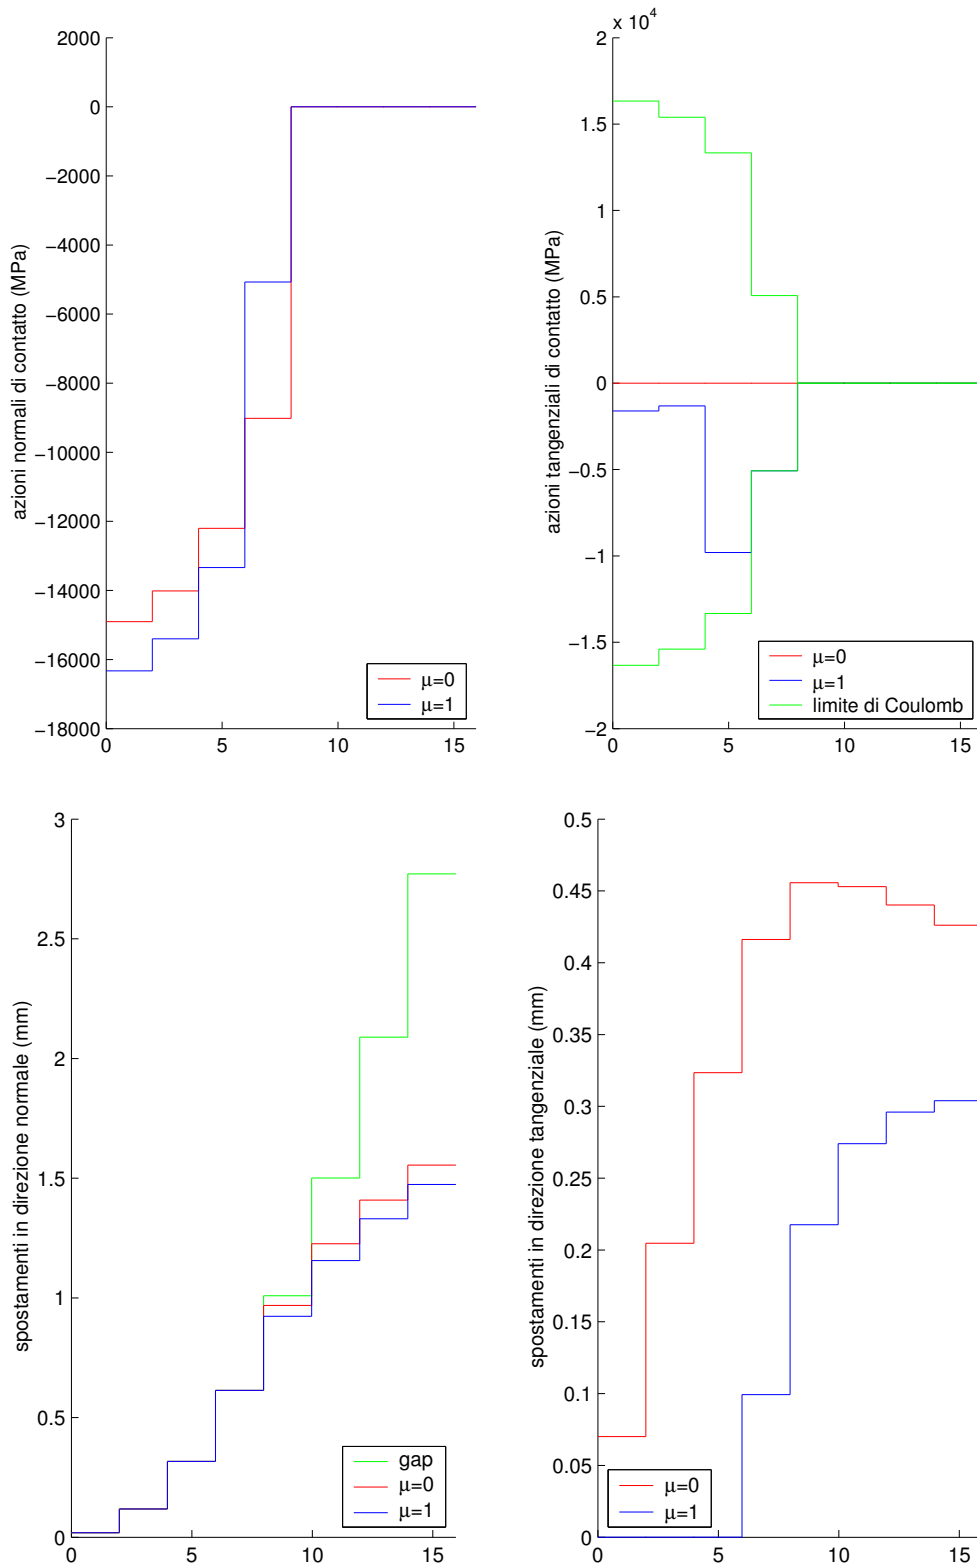 2000
0
−2000
−4000
−6000
−8000
−10000
−12000
−14000
−16000
−18000
0 5 10 15
azioni normali di contatto (MPa)
μ=0
μ=1
x 10⁴
2
1.5
1
0.5
0
−0.5
−1
−1.5
−2
0 5 10 15
azioni tangenziali di contatto (MPa)
μ=0
μ=1
limite di Coulomb
3
2.5
2
1.5
1
0.5
0
0 5 10 15
spostamenti in direzione normale (mm)
gap
μ=0
μ=1
0.5
0.45
0.4
0.35
0.3
0.25
0.2
0.15
0.1
0.05
0
0 5 10 15
spostamenti in direzione tangenziale (mm)
μ=0
μ=1